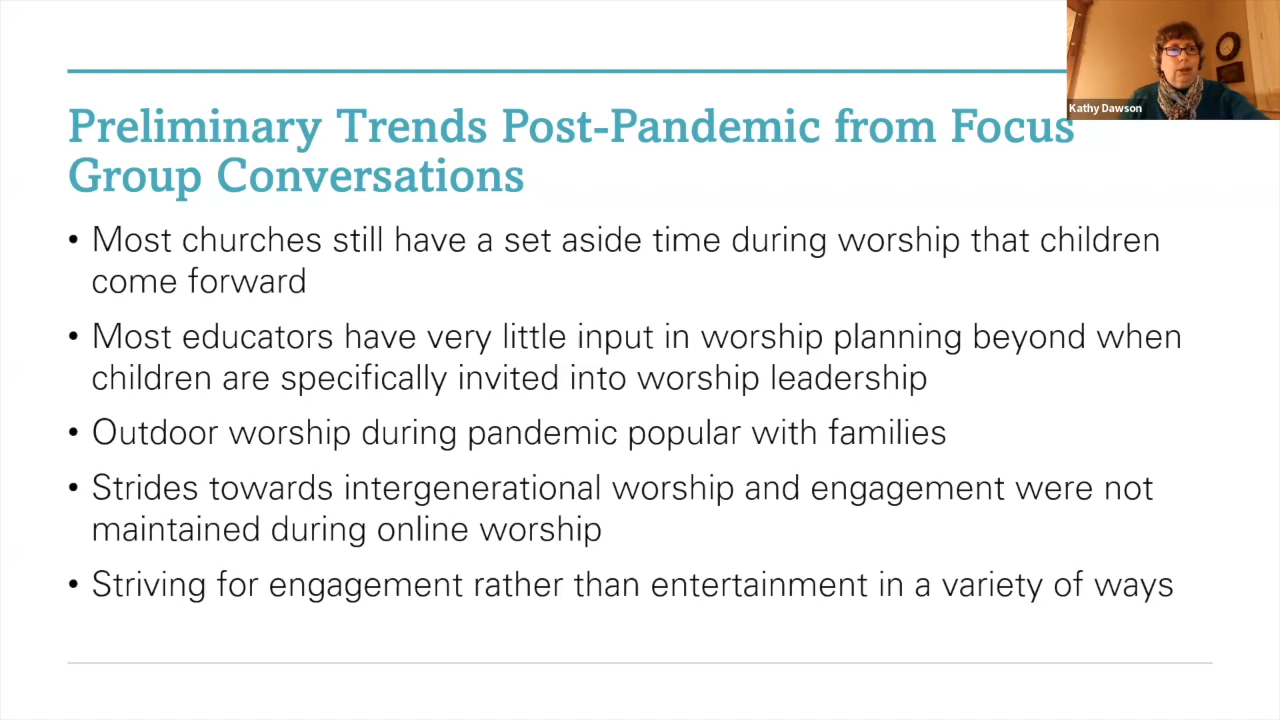 Kathy Dawson
Preliminary Trends Post-Pandemic from Focus
Group Conversations
• Most churches still have a set aside time during worship that children
come forward
• Most educators have very little input in worship planning beyond when
children are specifically invited into worship leadership
• Outdoor worship during pandemic popular with families
• Strides towards intergenerational worship and engagement were not
maintained during online worship
• Striving for engagement rather than entertainment in a variety of ways